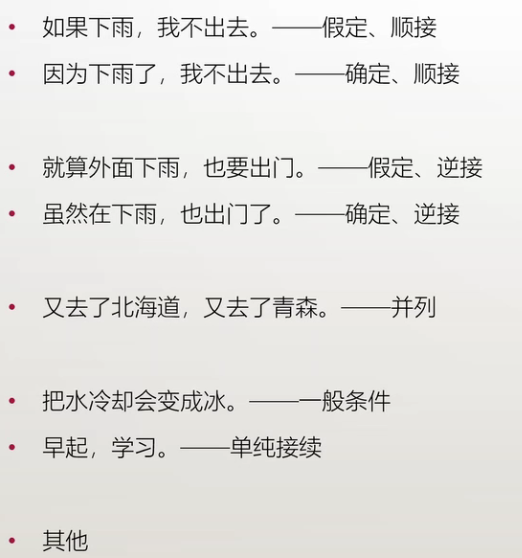 • 如果下雨，我不出去。——假定、顺接
• 因为下雨了，我不出去。——确定、顺接
• 就算外面下雨，也要出门。——假定、逆接
• 虽然在下雨，也出门了。——确定、逆接
• 又去了北海道，又去了青森。——并列
• 把水冷却会变成冰。——一般条件
• 早起，学习。——单纯接续
• 其他